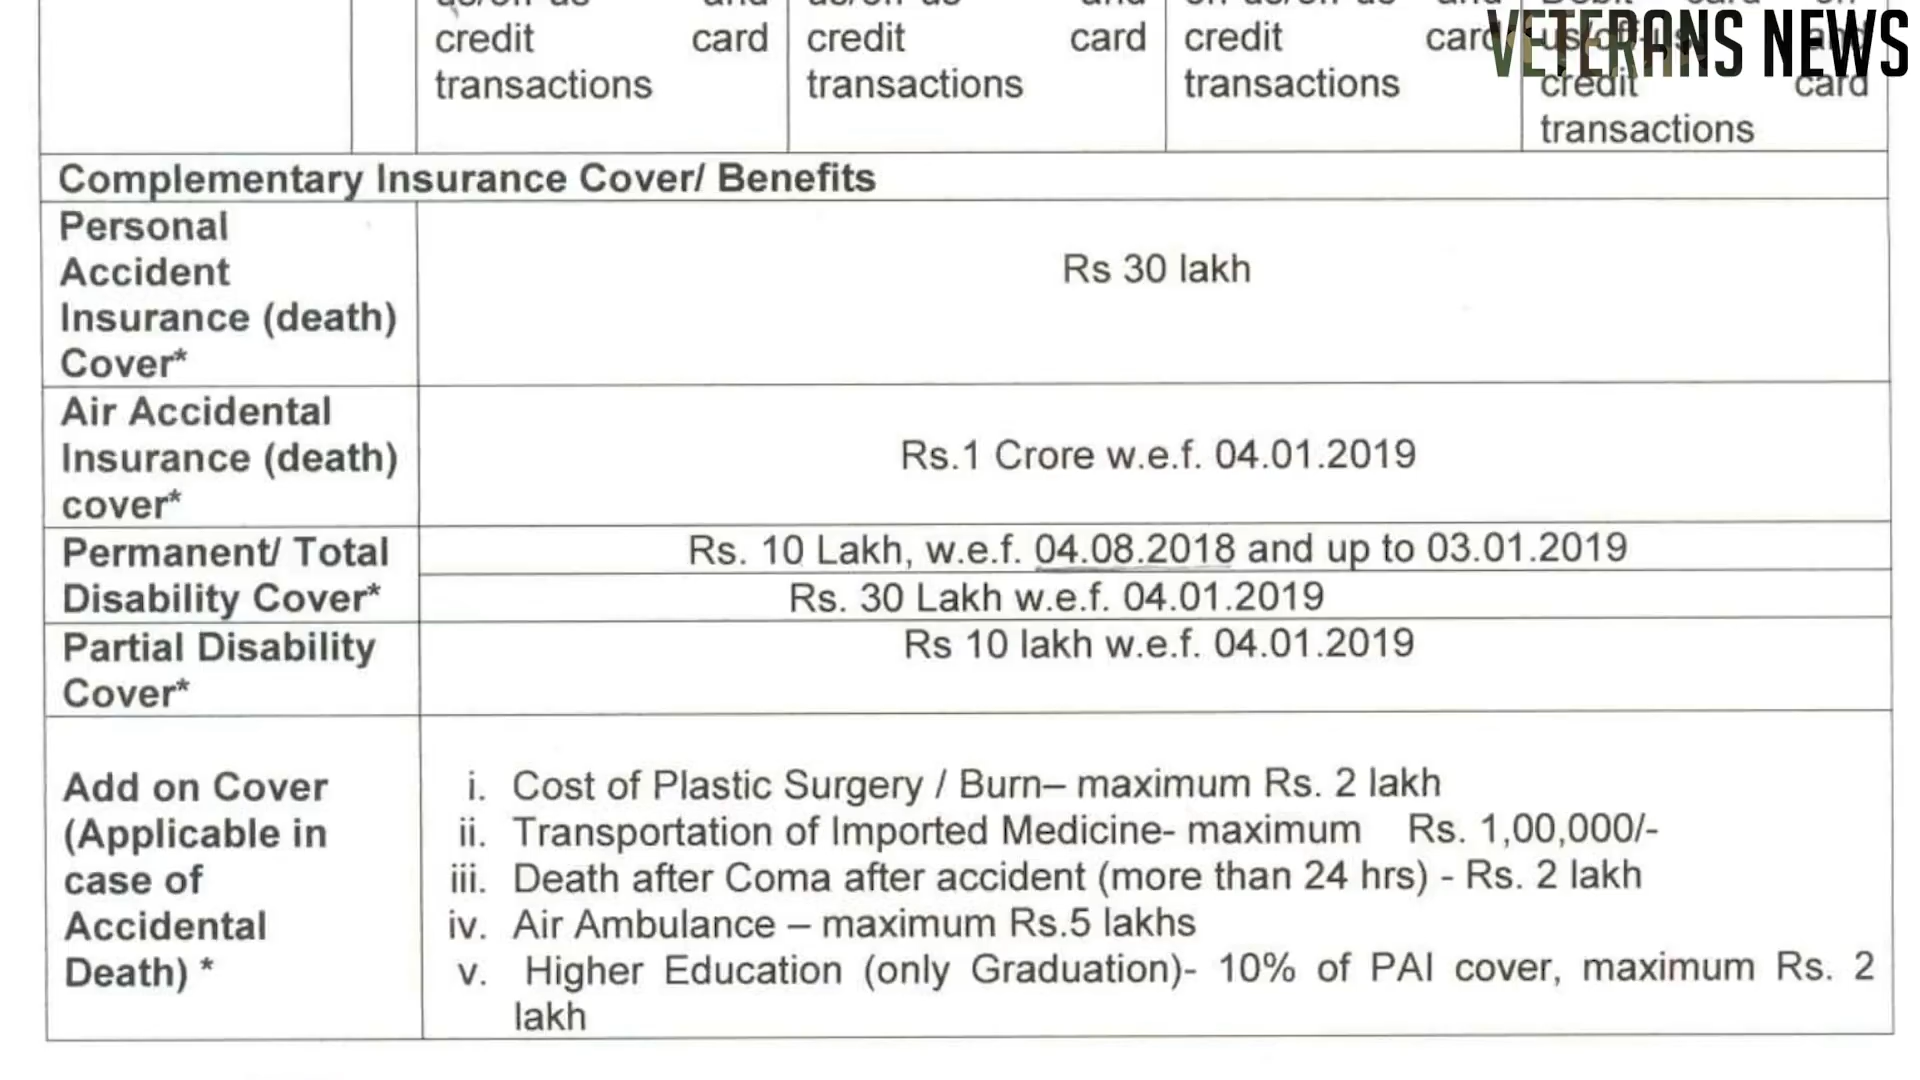 credit card credit card credit card us/off-us and
transactions transactions transactions credit card
transactions
VETERANS NEWS
Complementary Insurance Cover/ Benefits
Personal
Accident
Insurance (death)
Cover*
Rs 30 lakh
Air Accidental
Insurance (death)
cover*
Rs.1 Crore w.e.f. 04.01.2019
Permanent/ Total
Disability Cover*
Rs. 10 Lakh, w.e.f. 04.08.2018 and up to 03.01.2019
Rs. 30 Lakh w.e.f. 04.01.2019
Partial Disability
Cover*
Rs 10 lakh w.e.f. 04.01.2019
Add on Cover
(Applicable in
case of
Accidental
Death) *
i. Cost of Plastic Surgery / Burn– maximum Rs. 2 lakh
ii. Transportation of Imported Medicine- maximum Rs. 1,00,000/-
iii. Death after Coma after accident (more than 24 hrs) - Rs. 2 lakh
iv. Air Ambulance – maximum Rs.5 lakhs
v. Higher Education (only Graduation)- 10% of PAI cover, maximum Rs. 2
lakh